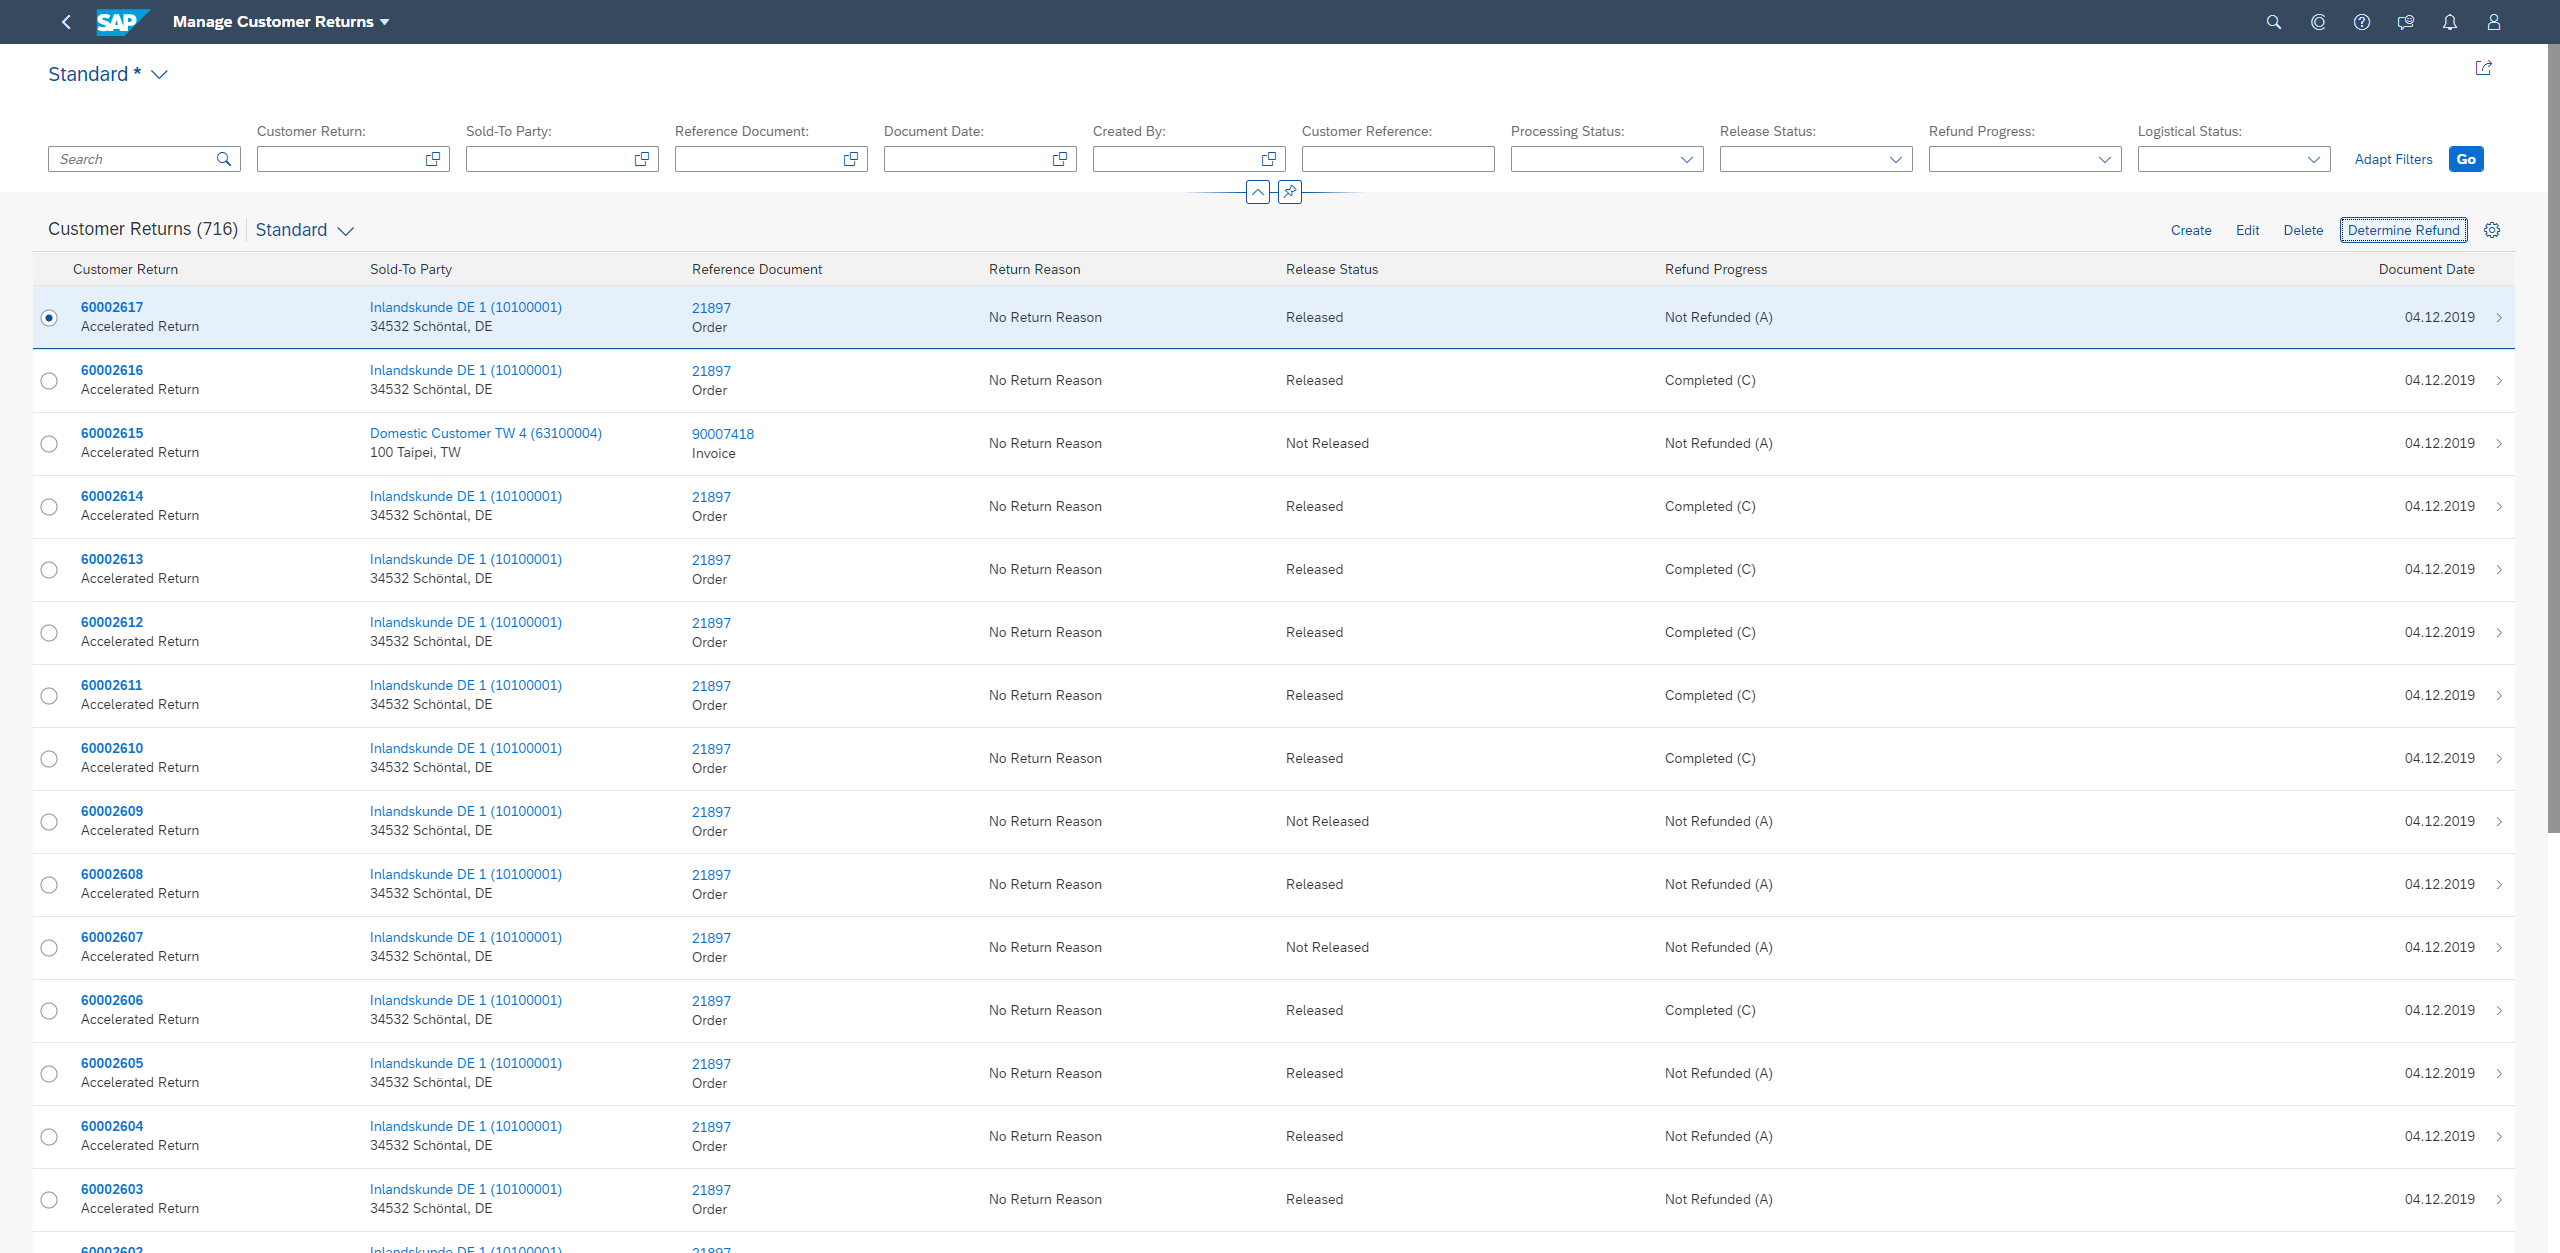 SAP Manage Customer Returns
Standard *
Customer Return: Sold-To Party: Reference Document: Document Date: Created By: Customer Reference: Processing Status: Release Status: Refund Progress: Logistical Status:
Search Adapt Filters Go
Customer Returns (716) Standard Create Edit Delete Determine Refund
Customer Return Sold-To Party Reference Document Return Reason Release Status Refund Progress Document Date
60002617 Inlandskunde DE 1 (10100001) 21897
No Return Reason Released Not Refunded (A) 04.12.2019
Accelerated Return 34532 Schöntal, DE Order
60002616 Inlandskunde DE 1 (10100001) 21897
No Return Reason Released Completed (C) 04.12.2019
Accelerated Return 34532 Schöntal, DE Order
60002615 Domestic Customer TW 4 (63100004) 90007418
No Return Reason Not Released Not Refunded (A) 04.12.2019
Accelerated Return 100 Taipei, TW Invoice
60002614 Inlandskunde DE 1 (10100001) 21897
No Return Reason Released Completed (C) 04.12.2019
Accelerated Return 34532 Schöntal, DE Order
60002613 Inlandskunde DE 1 (10100001) 21897
No Return Reason Released Completed (C) 04.12.2019
Accelerated Return 34532 Schöntal, DE Order
60002612 Inlandskunde DE 1 (10100001) 21897
No Return Reason Released Completed (C) 04.12.2019
Accelerated Return 34532 Schöntal, DE Order
60002611 Inlandskunde DE 1 (10100001) 21897
No Return Reason Released Completed (C) 04.12.2019
Accelerated Return 34532 Schöntal, DE Order
60002610 Inlandskunde DE 1 (10100001) 21897
No Return Reason Released Completed (C) 04.12.2019
Accelerated Return 34532 Schöntal, DE Order
60002609 Inlandskunde DE 1 (10100001) 21897
No Return Reason Not Released Not Refunded (A) 04.12.2019
Accelerated Return 34532 Schöntal, DE Order
60002608 Inlandskunde DE 1 (10100001) 21897
No Return Reason Released Not Refunded (A) 04.12.2019
Accelerated Return 34532 Schöntal, DE Order
60002607 Inlandskunde DE 1 (10100001) 21897
No Return Reason Not Released Not Refunded (A) 04.12.2019
Accelerated Return 34532 Schöntal, DE Order
60002606 Inlandskunde DE 1 (10100001) 21897
No Return Reason Released Completed (C) 04.12.2019
Accelerated Return 34532 Schöntal, DE Order
60002605 Inlandskunde DE 1 (10100001) 21897
No Return Reason Released Not Refunded (A) 04.12.2019
Accelerated Return 34532 Schöntal, DE Order
60002604 Inlandskunde DE 1 (10100001) 21897
No Return Reason Released Not Refunded (A) 04.12.2019
Accelerated Return 34532 Schöntal, DE Order
60002603 Inlandskunde DE 1 (10100001) 21897
No Return Reason Released Not Refunded (A) 04.12.2019
Accelerated Return 34532 Schöntal, DE Order
60002602 Inlandskunde DE 1 (10100001) 21897